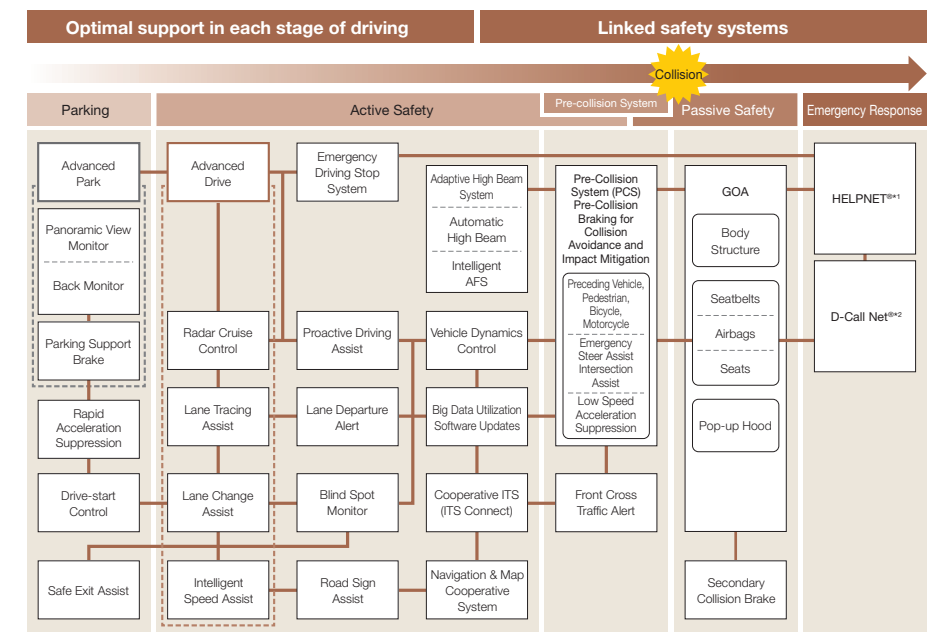 Optimal support in each stage of driving
Linked safety systems
Collision
Parking
Active Safety
Pre-collision System
Passive Safety
Emergency Response
Advanced
Park
Panoramic View
Monitor
Back Monitor
Parking Support
Brake
Rapid
Acceleration
Suppression
Drive-start
Control
Safe Exit Assist
Advanced
Drive
Radar Cruise
Control
Lane Tracing
Assist
Lane Change
Assist
Intelligent
Speed Assist
Emergency
Driving Stop
System
Proactive Driving
Assist
Lane Departure
Alert
Blind Spot
Monitor
Road Sign
Assist
Adaptive High Beam
System
Automatic
High Beam
Intelligent
AFS
Vehicle Dynamics
Control
Big Data Utilization
Software Updates
Cooperative ITS
(ITS Connect)
Navigation & Map
Cooperative
System
Pre-Collision
System (PCS)
Pre-Collision
Braking for
Collision
Avoidance and
Impact Mitigation
Preceding Vehicle,
Pedestrian,
Bicycle,
Motorcycle
Emergency
Steer Assist
Intersection
Assist
Low Speed
Acceleration
Suppression
Front Cross
Traffic Alert
GOA
Body
Structure
Seatbelts
Airbags
Seats
Pop-up Hood
Secondary
Collision Brake
HELPNET®*1
D-Call Net®*2